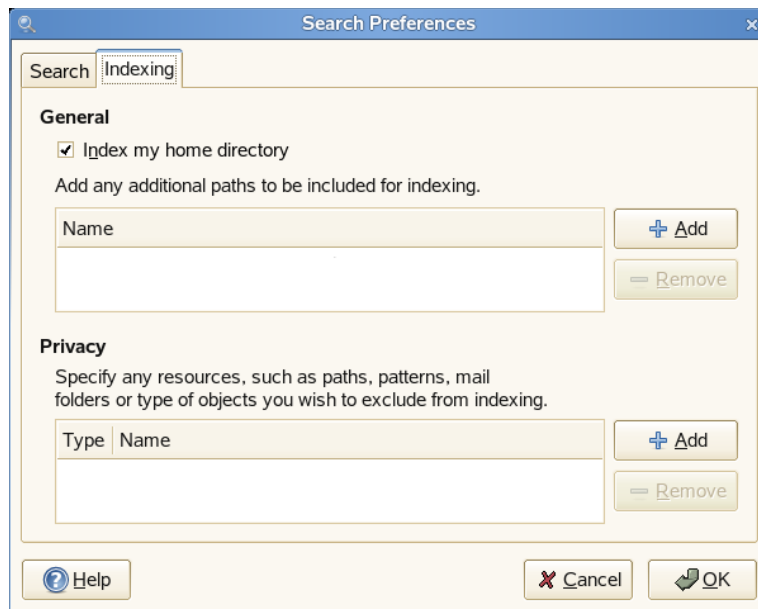 Search Preferences
Search Indexing
General
Index my home directory
Add any additional paths to be included for indexing.
Name
Add
Remove
Privacy
Specify any resources, such as paths, patterns, mail
folders or type of objects you wish to exclude from indexing.
Type Name
Add
Remove
Help Cancel OK